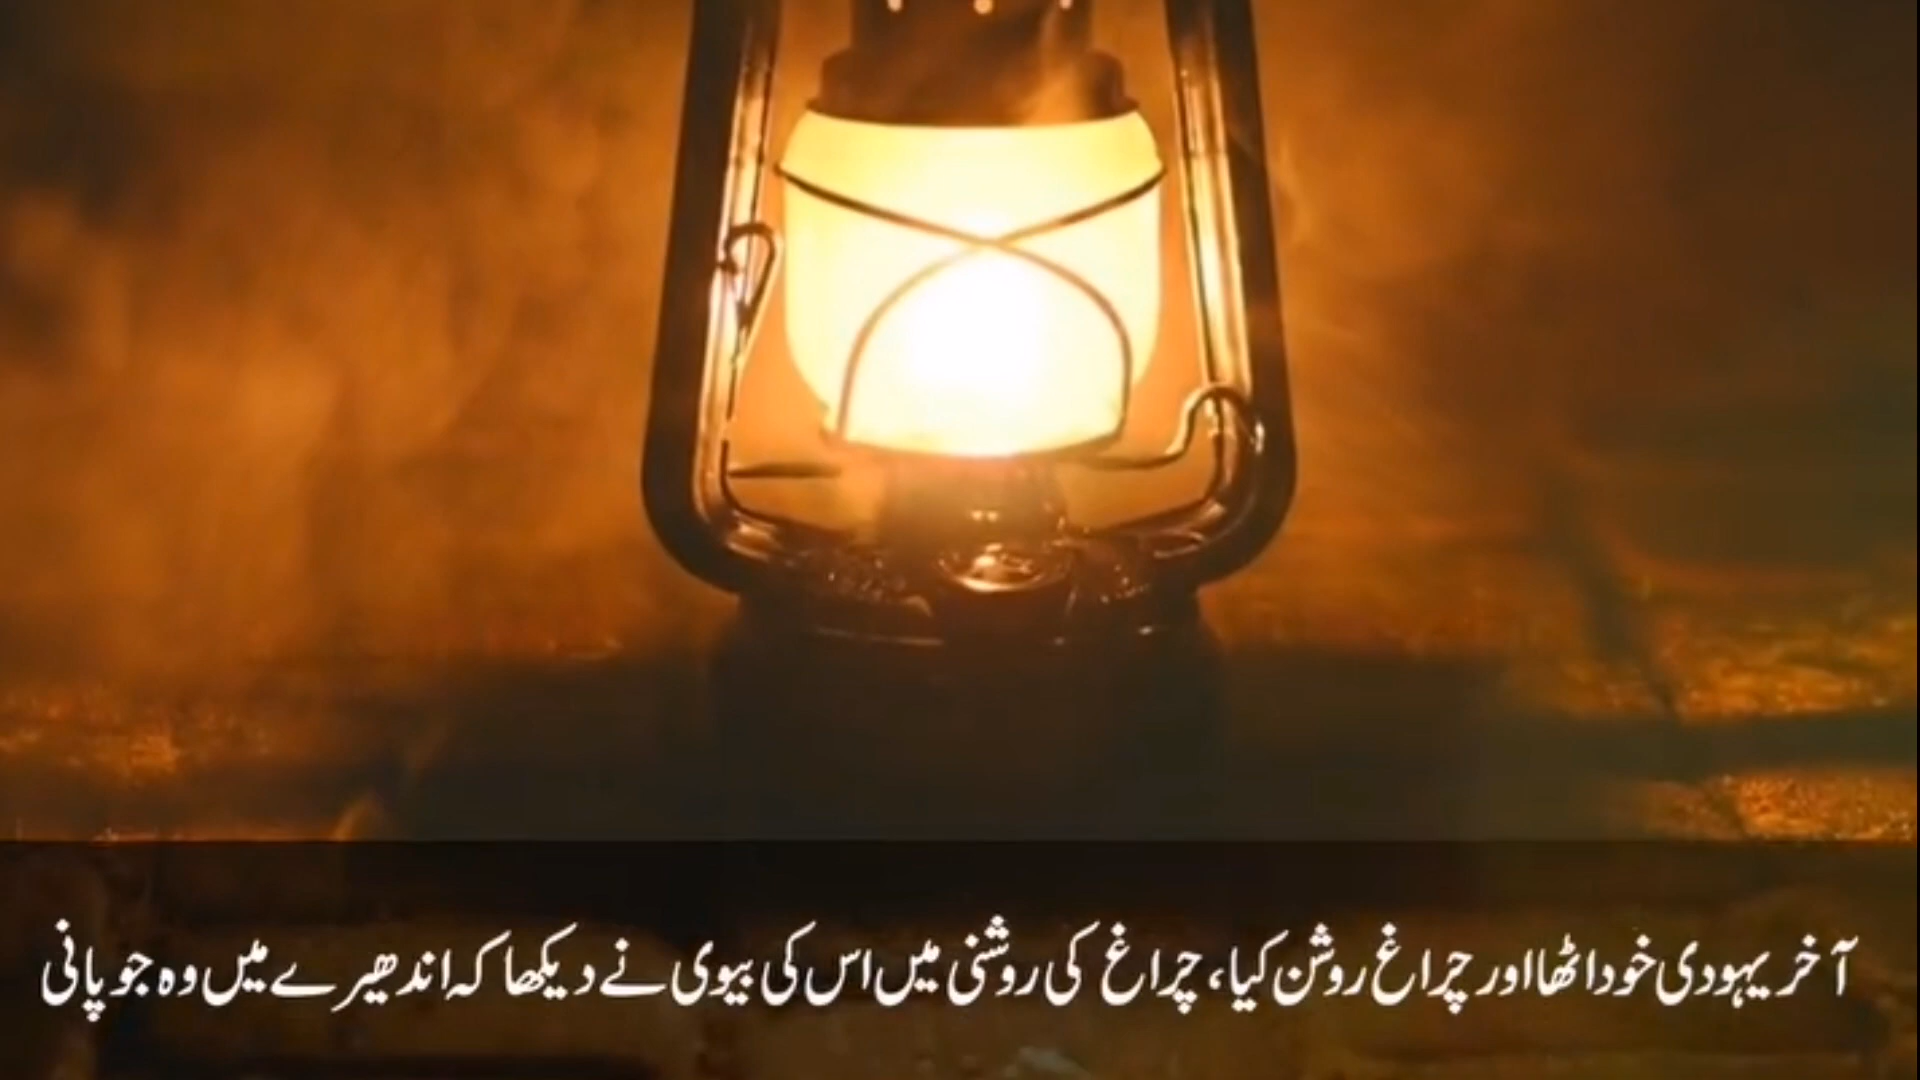 آخر یہودی خود اٹھا اور چراغ روشن کیا، چراغ کی روشنی میں اس کی بیوی نے دیکھا کہ اندھیرے میں وہ جو پانی